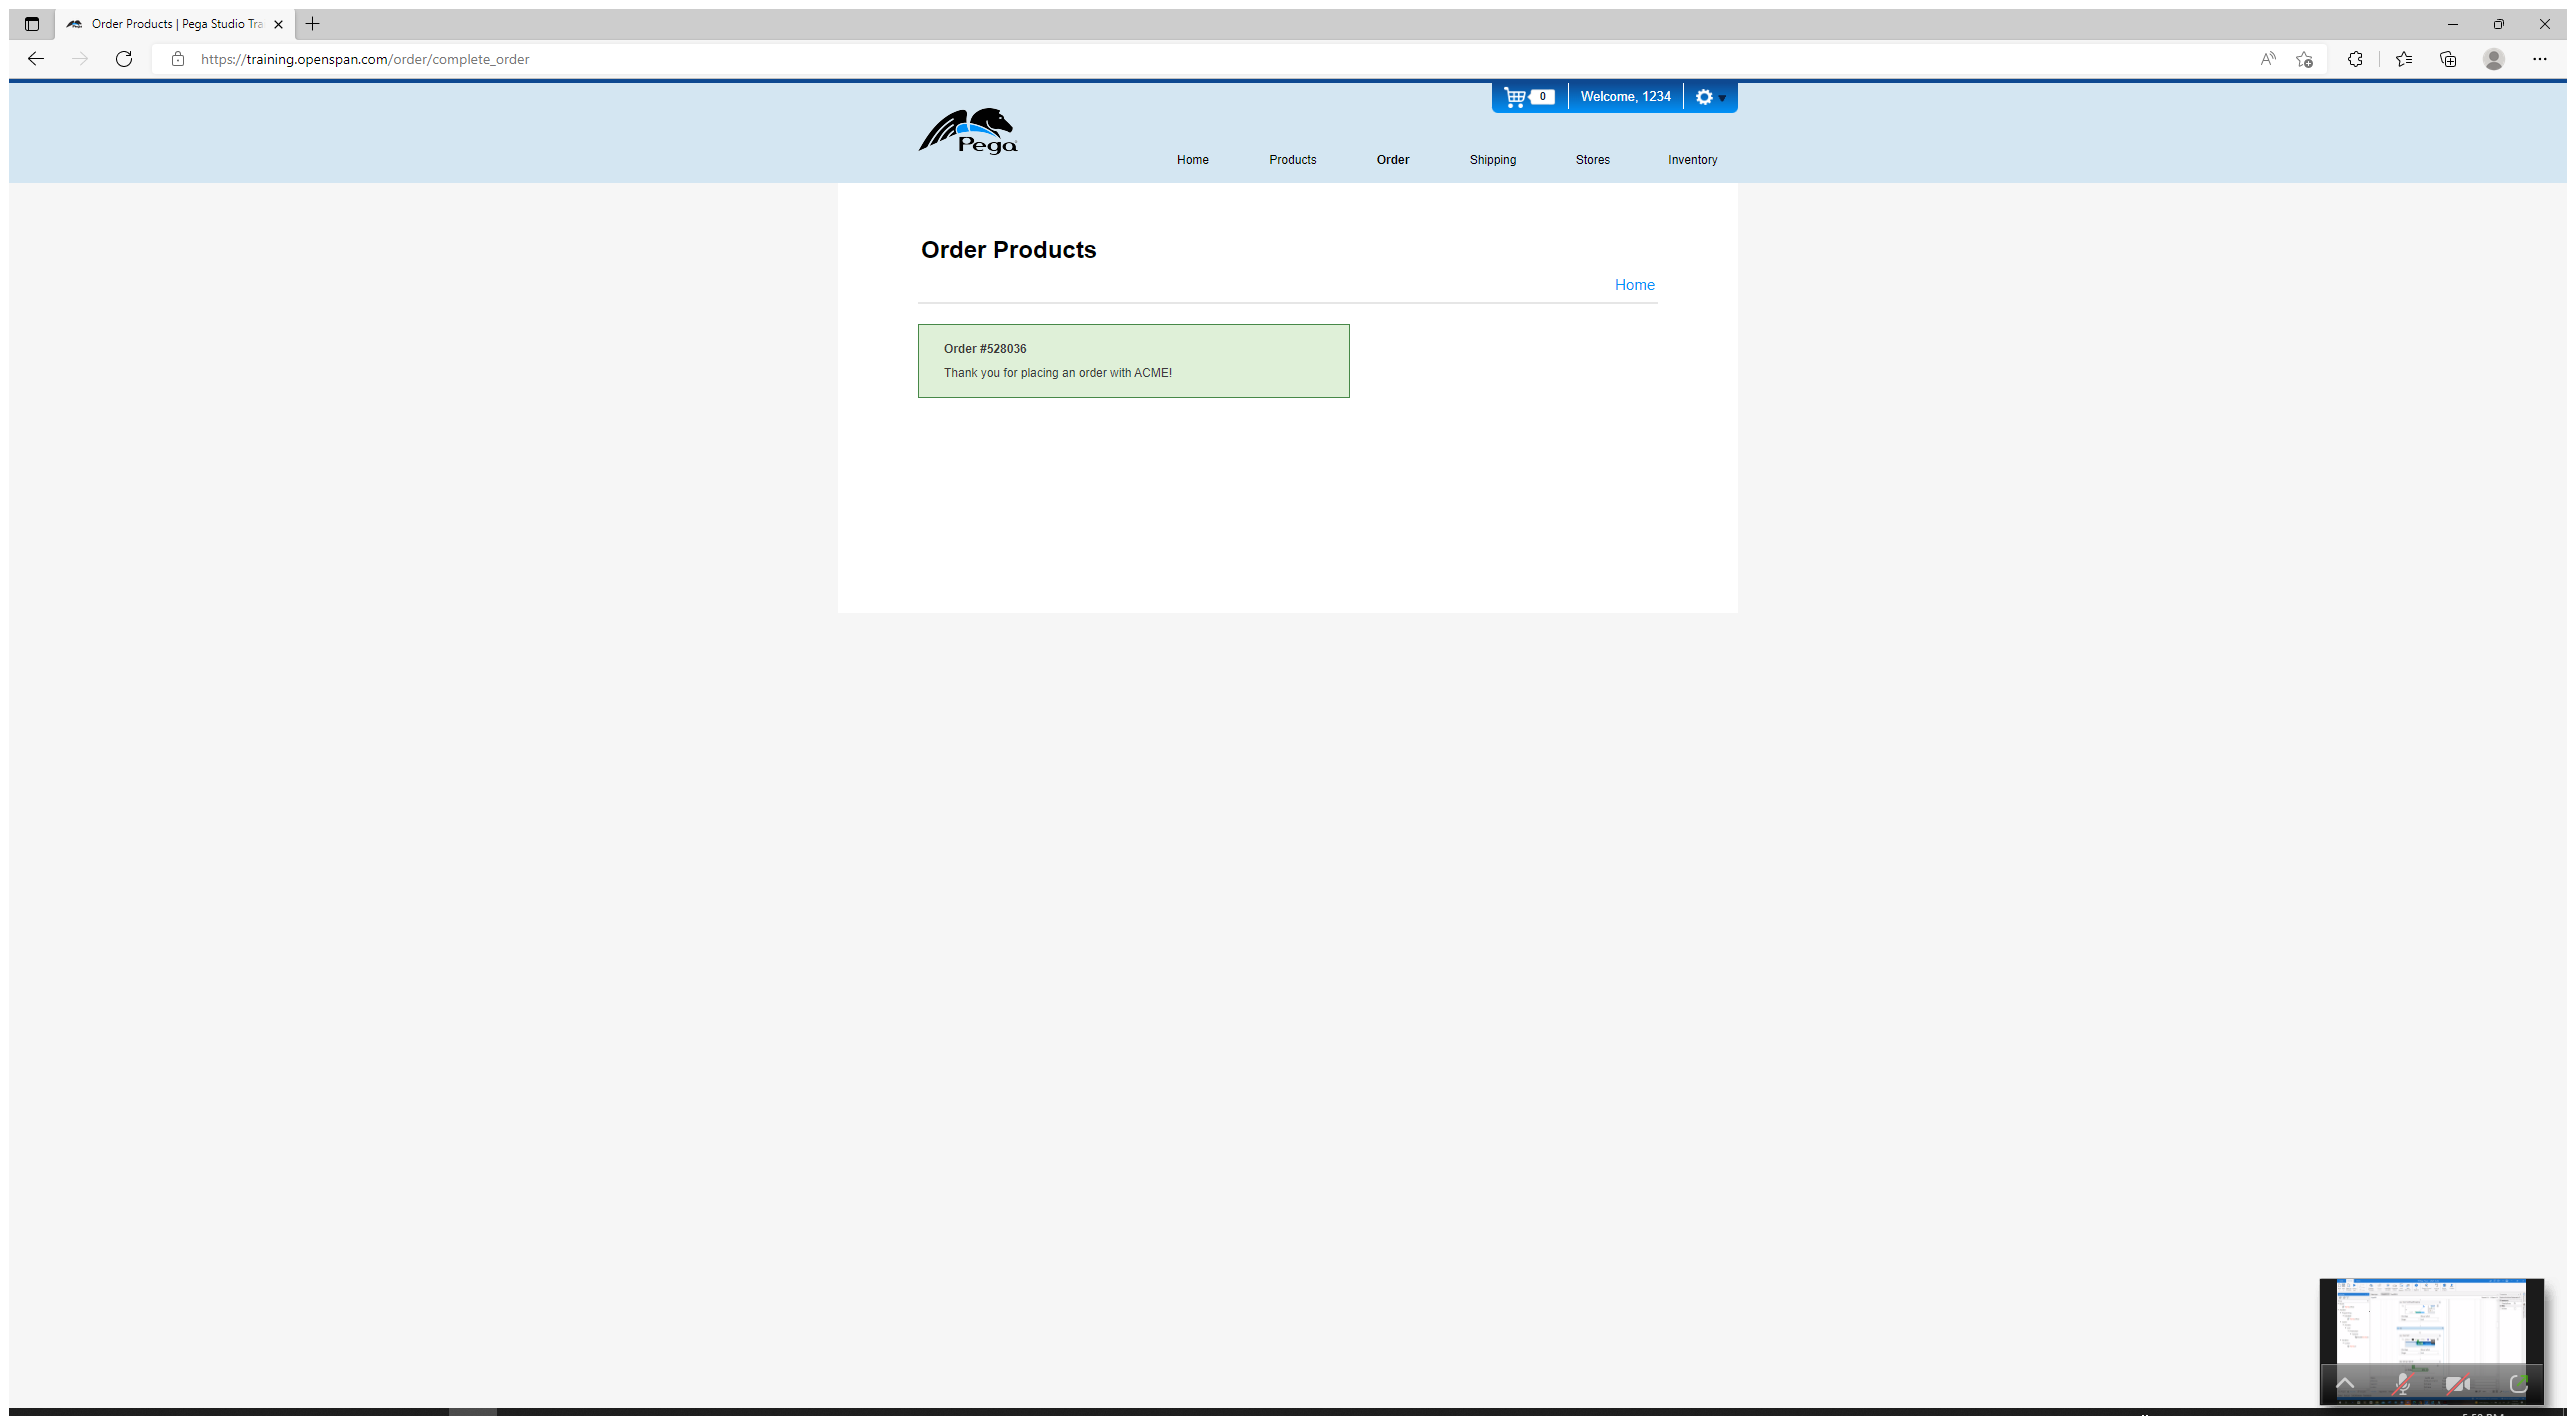 Order Products | Pega Studio Tra
https://training.openspan.com/order/complete_order
0
Welcome, 1234
Pega
Home
Products
Order
Shipping
Stores
Inventory
Order Products
Home
Order #528036
Thank you for placing an order with ACME!